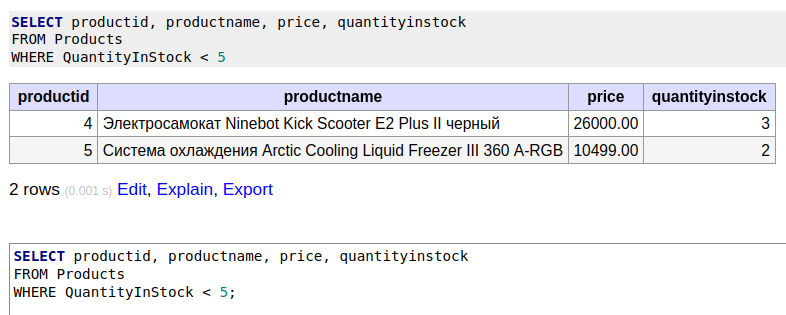 SELECT productid, productname, price, quantityinstock
FROM Products
WHERE QuantityInStock < 5
productid productname price quantityinstock
4 Электросамокат Ninebot Kick Scooter E2 Plus II черный 26000.00 3
5 Система охлаждения Arctic Cooling Liquid Freezer III 360 A-RGB 10499.00 2
2 rows (0.001 s) Edit, Explain, Export
SELECT productid, productname, price, quantityinstock
FROM Products
WHERE QuantityInStock < 5;